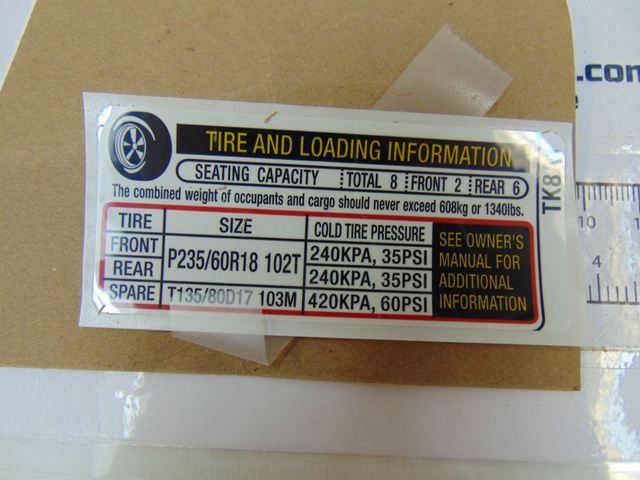 .com
TIRE AND LOADING INFORMATION
SEATING CAPACITY TOTAL 8 FRONT 2 REAR 6
The combined weight of occupants and cargo should never exceed 608kg or 1340lbs.
TIRE SIZE COLD TIRE PRESSURE
FRONT P235/60R18 102T 240KPA, 35PSI
REAR 240KPA, 35PSI
SPARE T135/80D17 103M 420KPA, 60PSI
SEE OWNER'S
MANUAL FOR
ADDITIONAL
INFORMATION
TK8
10
4